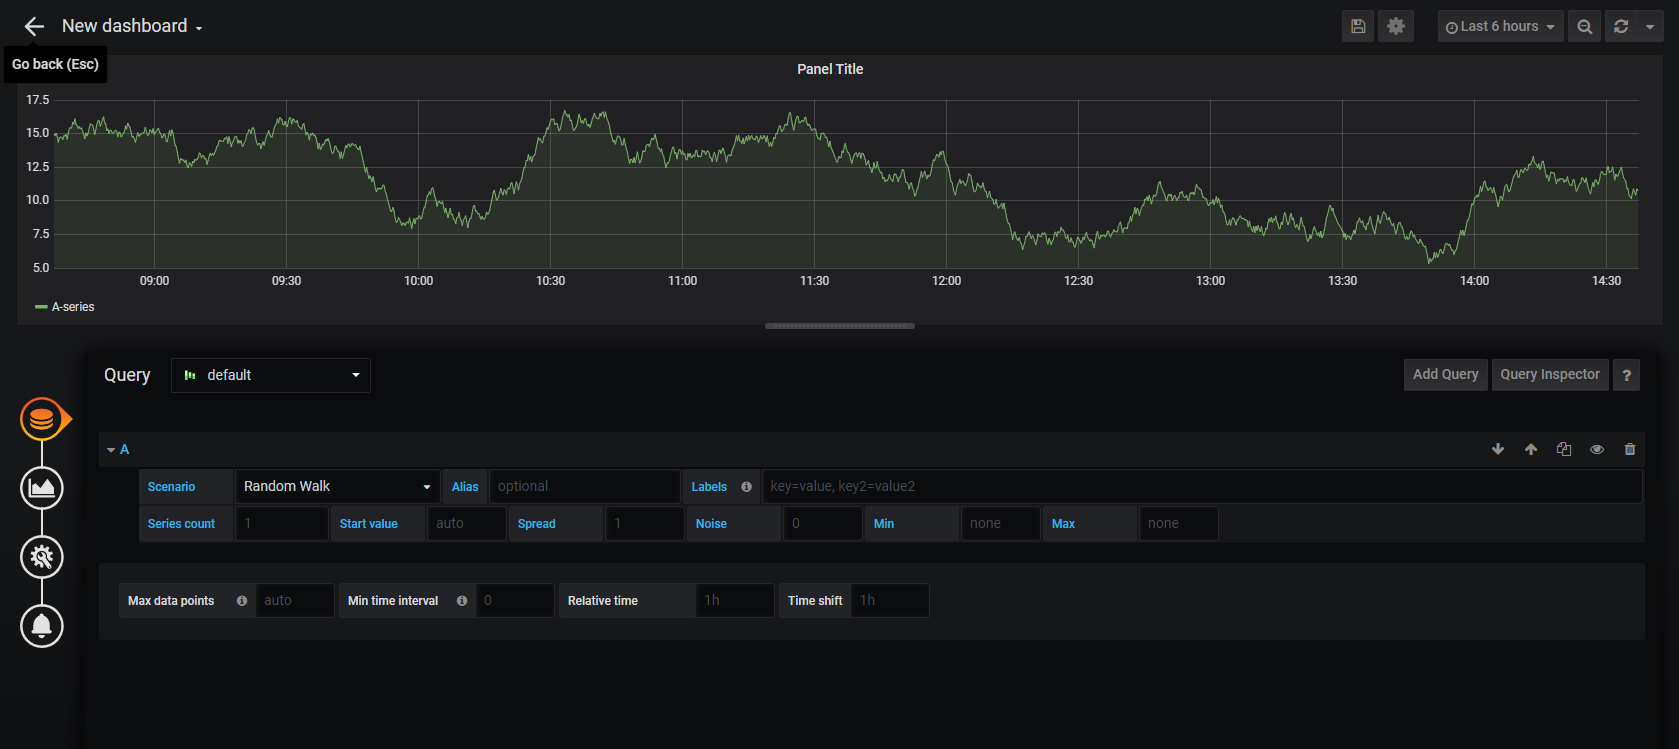 New dashboard
Last 6 hours
Go back (Esc)
Panel Title
17.5
15.0
12.5
10.0
7.5
5.0
09:00 09:30 10:00 10:30 11:00 11:30 12:00 12:30 13:00 13:30 14:00 14:30
A-series
Query default Add Query Query Inspector ?
A
Scenario Random Walk Alias optional Labels key=value, key2=value2
Series count 1 Start value auto Spread 1 Noise 0 Min none Max none
Max data points auto Min time interval 0 Relative time 1h Time shift 1h